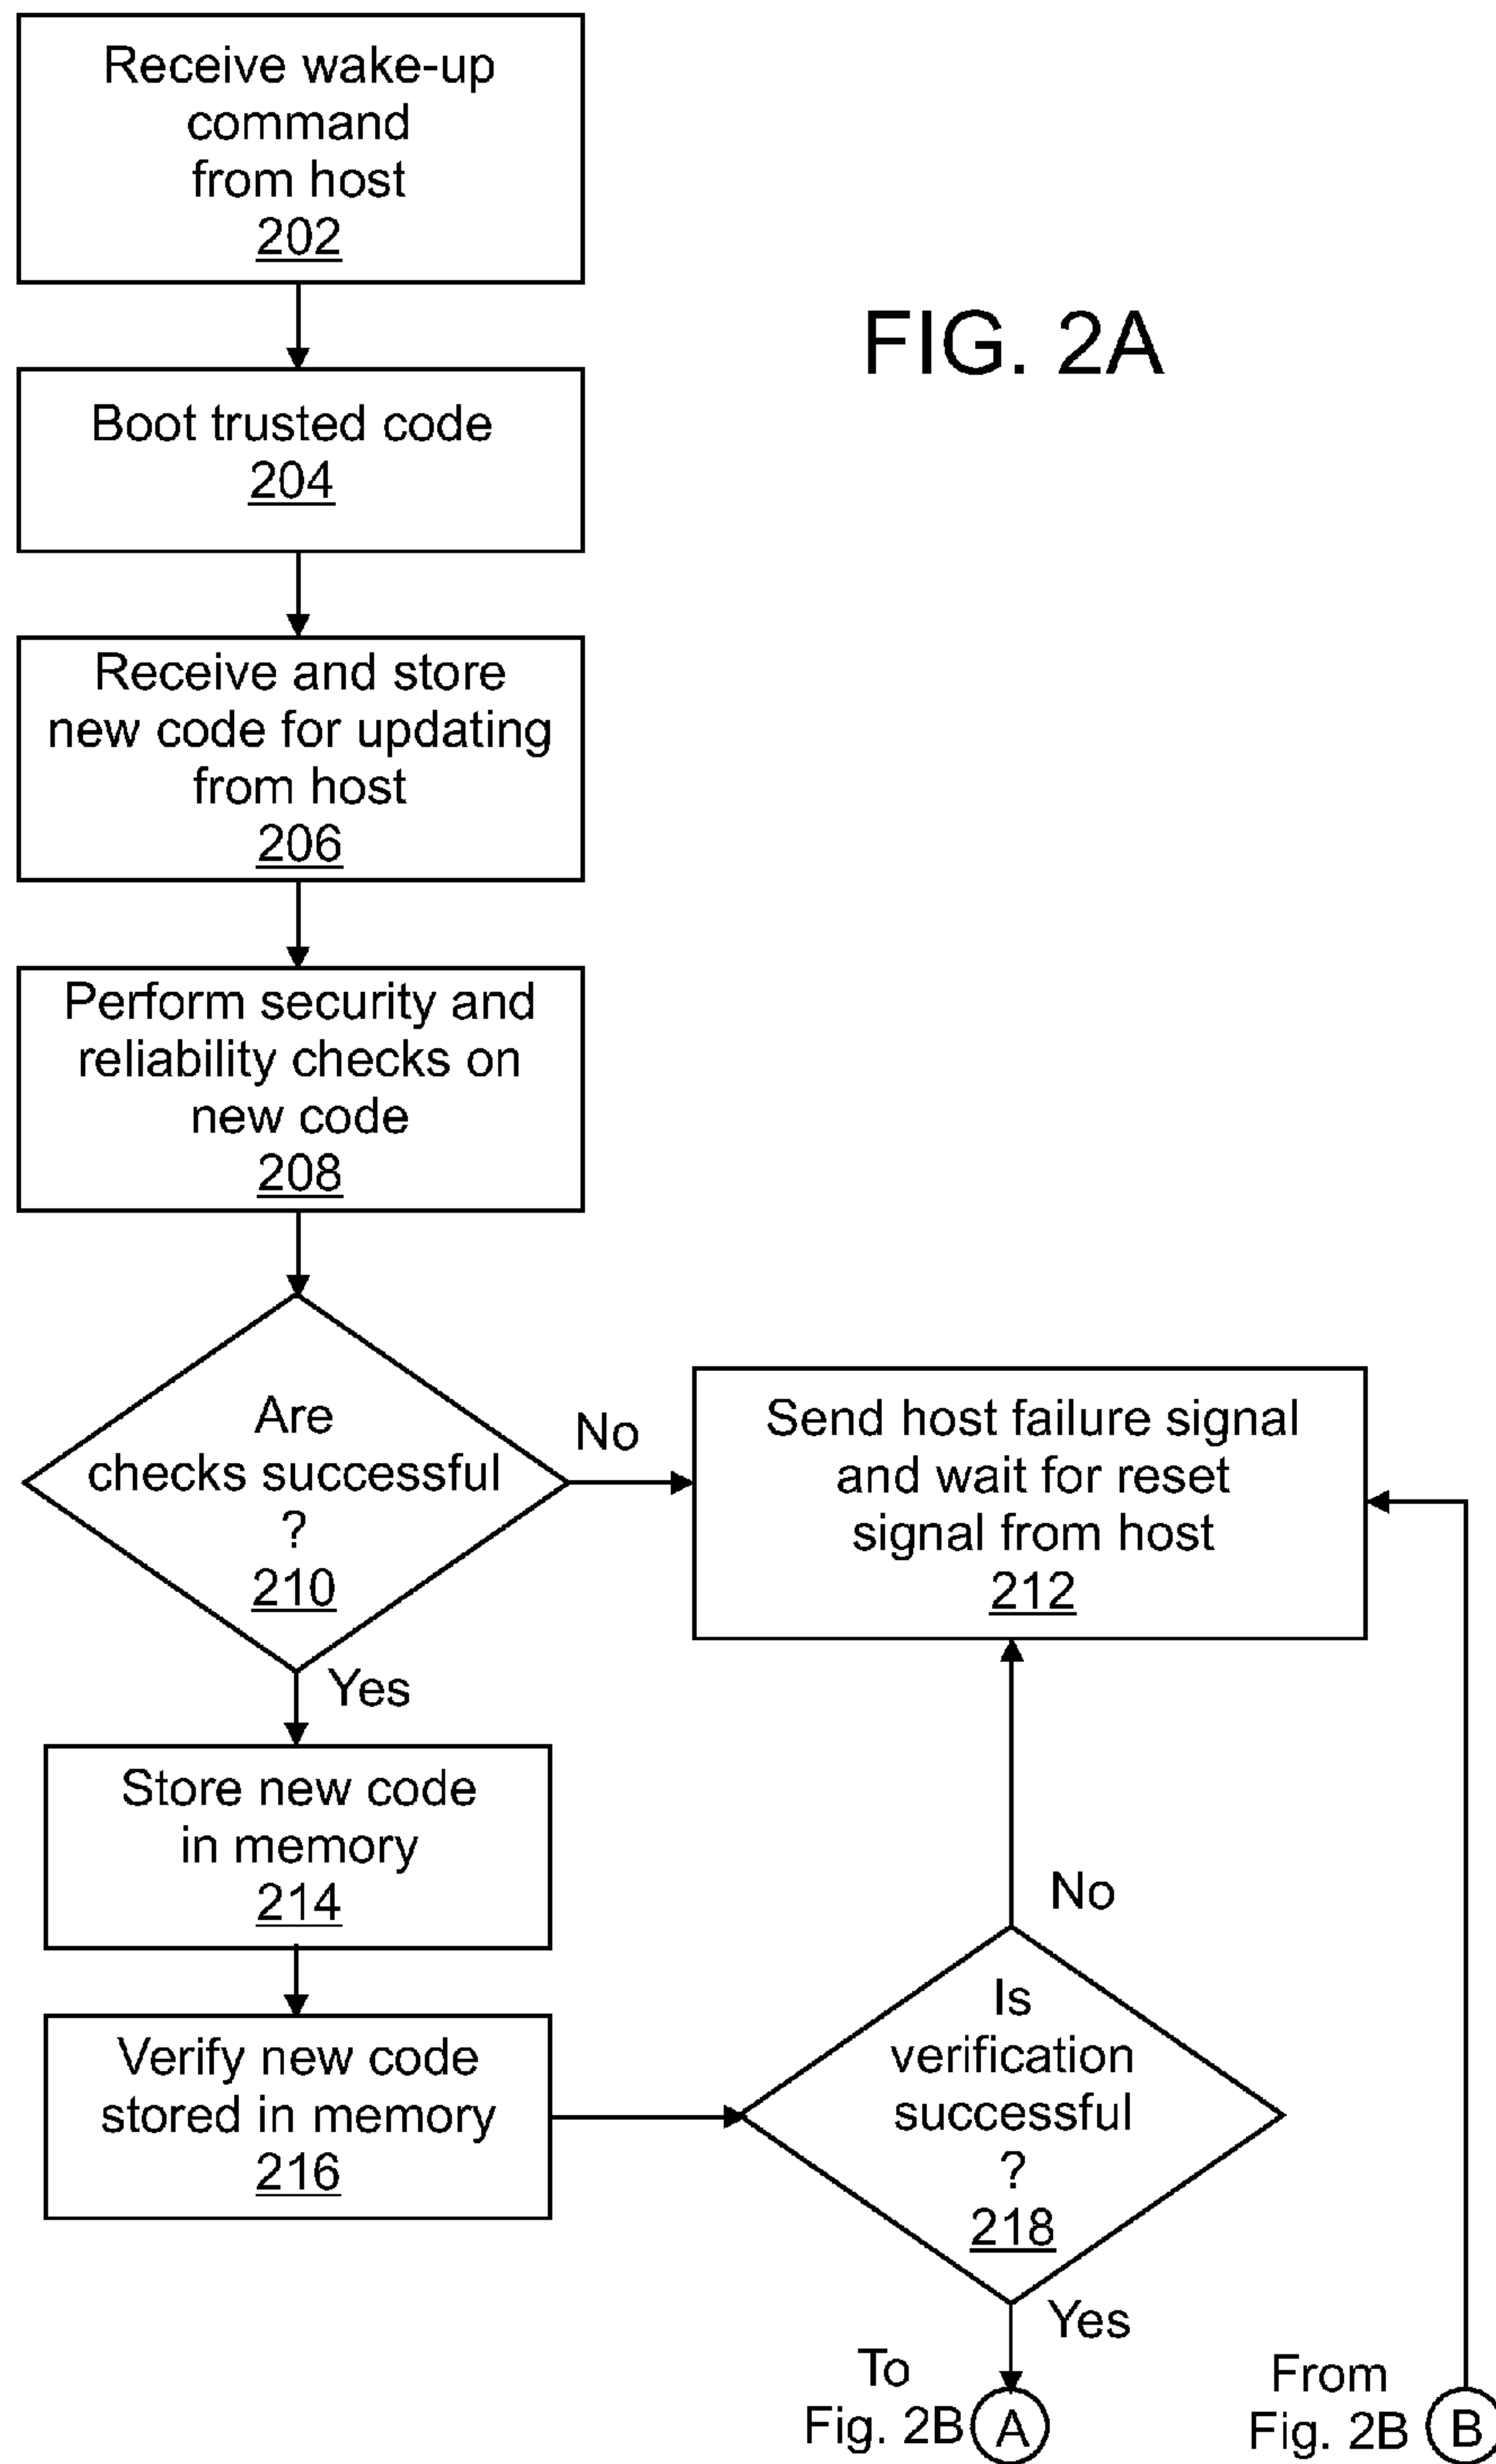 Receive wake-up
command
from host
202
FIG. 2A
Boot trusted code
204
Receive and store
new code for updating
from host
206
Perform security and
reliability checks on
new code
208
Are
checks successful
?
210
No
Send host failure signal
and wait for reset
signal from host
212
Yes
Store new code
in memory
214
Verify new code
stored in memory
216
No
Is
verification
successful
?
218
Yes
To
Fig. 2B
A
From
Fig. 2B
B